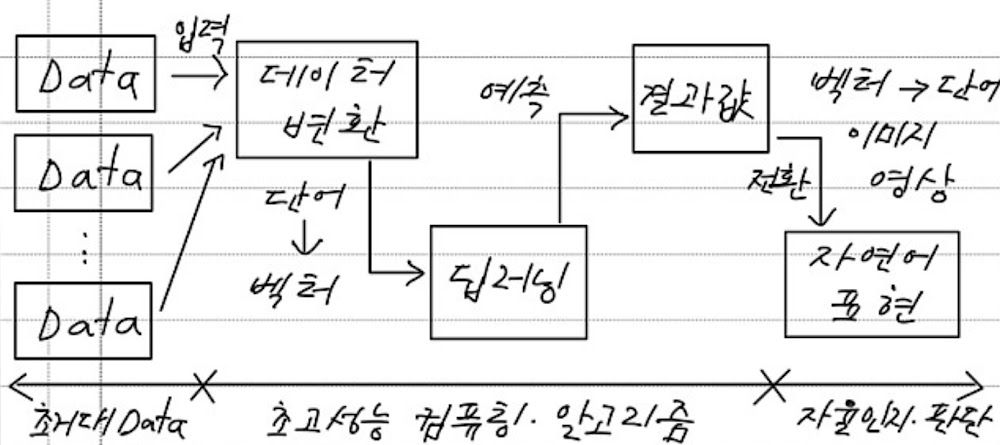 입력
Data
Data
⋮
Data
데이터
변환
단어
↓
벡터
딥러닝
예측
결과값
전환
벡터 → 단어
이미지
영상
자연어
표현
초거대 Data
초고성능 컴퓨팅·알고리즘
자율인지·판단